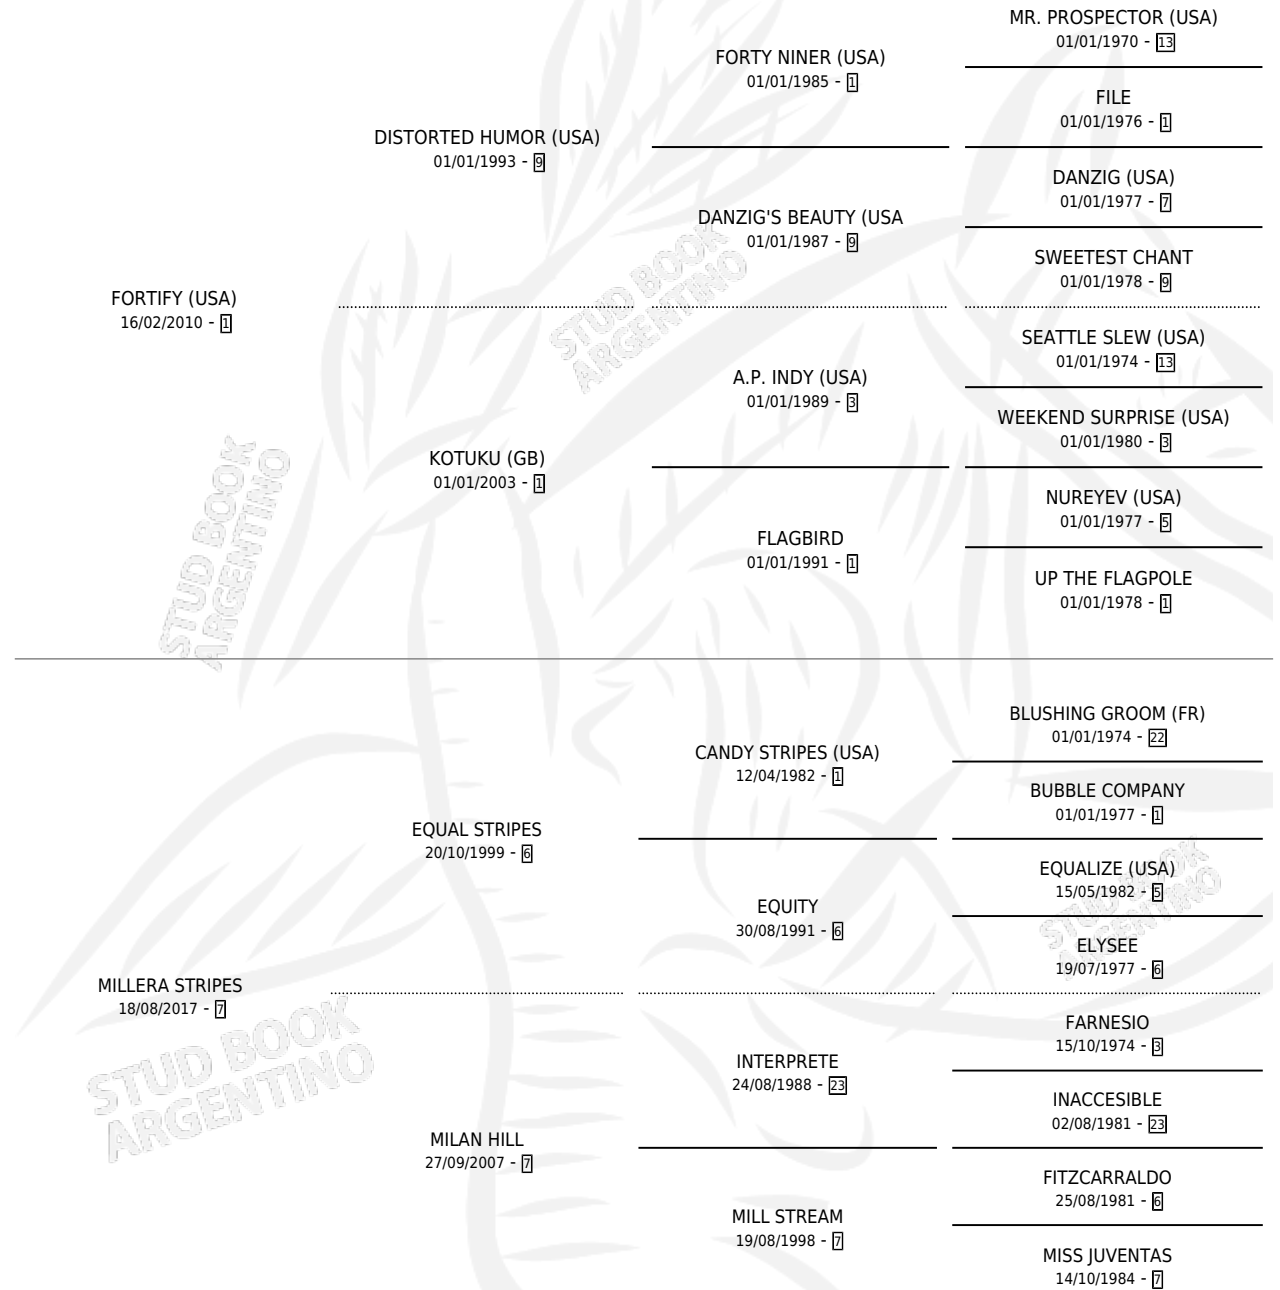 MR. PROSPECTOR (USA)
01/01/1970 - 13
FORTY NINER (USA)
01/01/1985 - 1
FILE
01/01/1976 - 1
DISTORTED HUMOR (USA)
01/01/1993 - 9
DANZIG (USA)
01/01/1977 - 7
DANZIG'S BEAUTY (USA
01/01/1987 - 9
SWEETEST CHANT
01/01/1978 - 9
FORTIFY (USA)
16/02/2010 - 1
SEATTLE SLEW (USA)
01/01/1974 - 13
A.P. INDY (USA)
01/01/1989 - 3
WEEKEND SURPRISE (USA)
01/01/1980 - 3
KOTUKU (GB)
01/01/2003 - 1
NUREYEV (USA)
01/01/1977 - 5
FLAGBIRD
01/01/1991 - 1
UP THE FLAGPOLE
01/01/1978 - 1
STUD BOOK
ARGENTINO
STUD BOOK
ARGENTINO
BLUSHING GROOM (FR)
01/01/1974 - 22
CANDY STRIPES (USA)
12/04/1982 - 1
BUBBLE COMPANY
01/01/1977 - 1
EQUAL STRIPES
20/10/1999 - 6
EQUALIZE (USA)
15/05/1982 - 5
EQUITY
30/08/1991 - 6
ELYSEE
19/07/1977 - 6
STUD BOOK
ARGENTINO
MILLERA STRIPES
18/08/2017 - 7
FARNESIO
15/10/1974 - 3
INTERPRETE
24/08/1988 - 23
INACCESIBLE
02/08/1981 - 23
STUD BOOK
ARGENTINO
MILAN HILL
27/09/2007 - 7
FITZCARRALDO
25/08/1981 - 6
MILL STREAM
19/08/1998 - 7
MISS JUVENTAS
14/10/1984 - 7